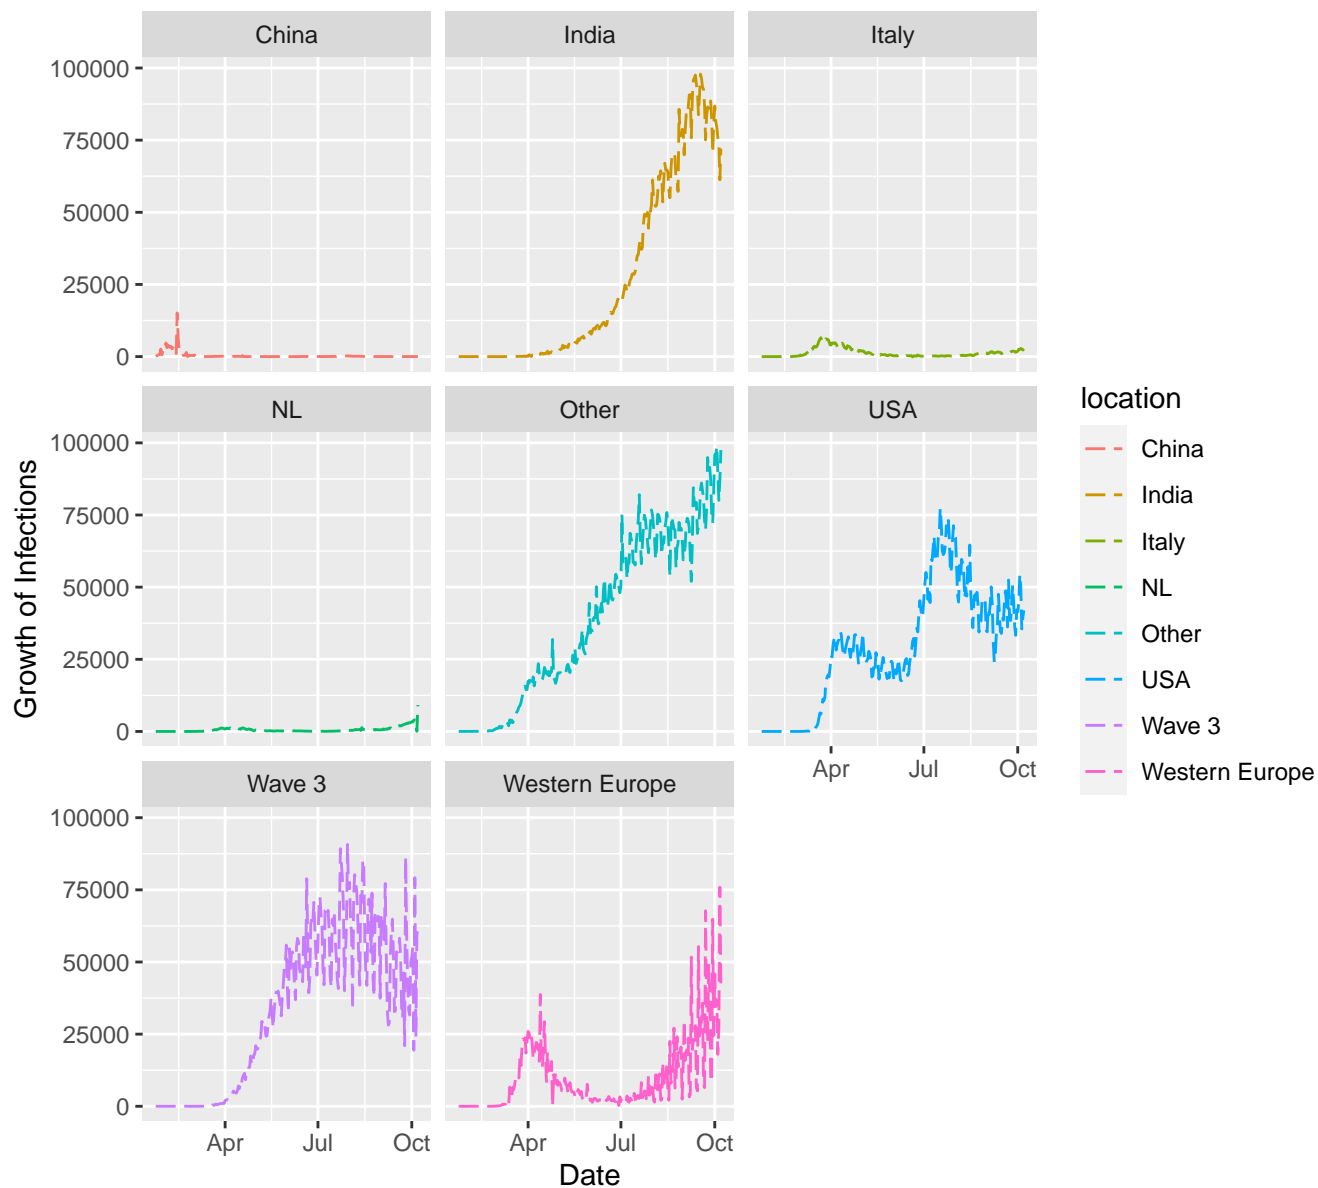 China
India
Italy
100000
75000
50000
25000
0
NL
Other
USA
100000
75000
50000
25000
0
Apr
Jul
Oct
Wave 3
Western Europe
100000
75000
50000
25000
0
Apr
Jul
Oct
Apr
Jul
Oct
Date
Growth of Infections
location
China
India
Italy
NL
Other
USA
Wave 3
Western Europe